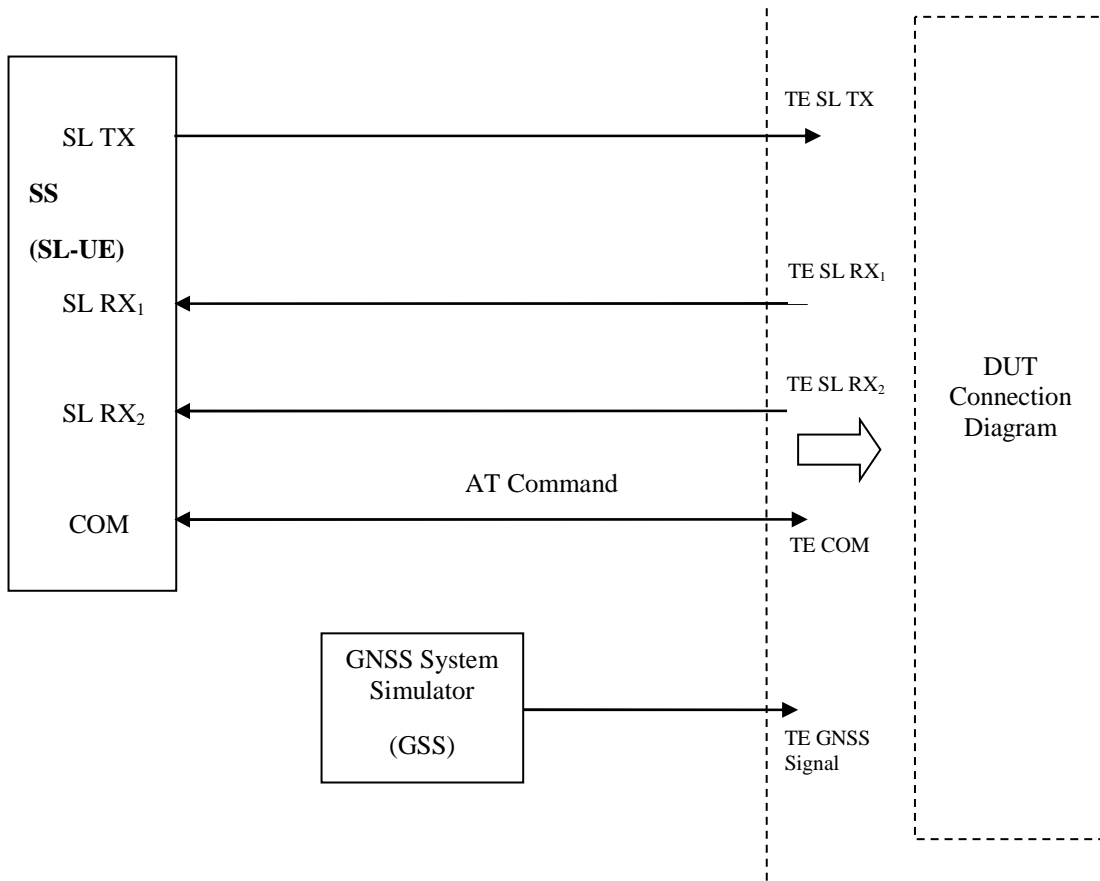 TE SL TX
SL TX
SS
(SL-UE)
TE SL RX₁
SL RX₁
TE SL RX₂
SL RX₂
DUT
Connection
Diagram
AT Command
COM
TE COM
GNSS System
Simulator
(GSS)
TE GNSS
Signal